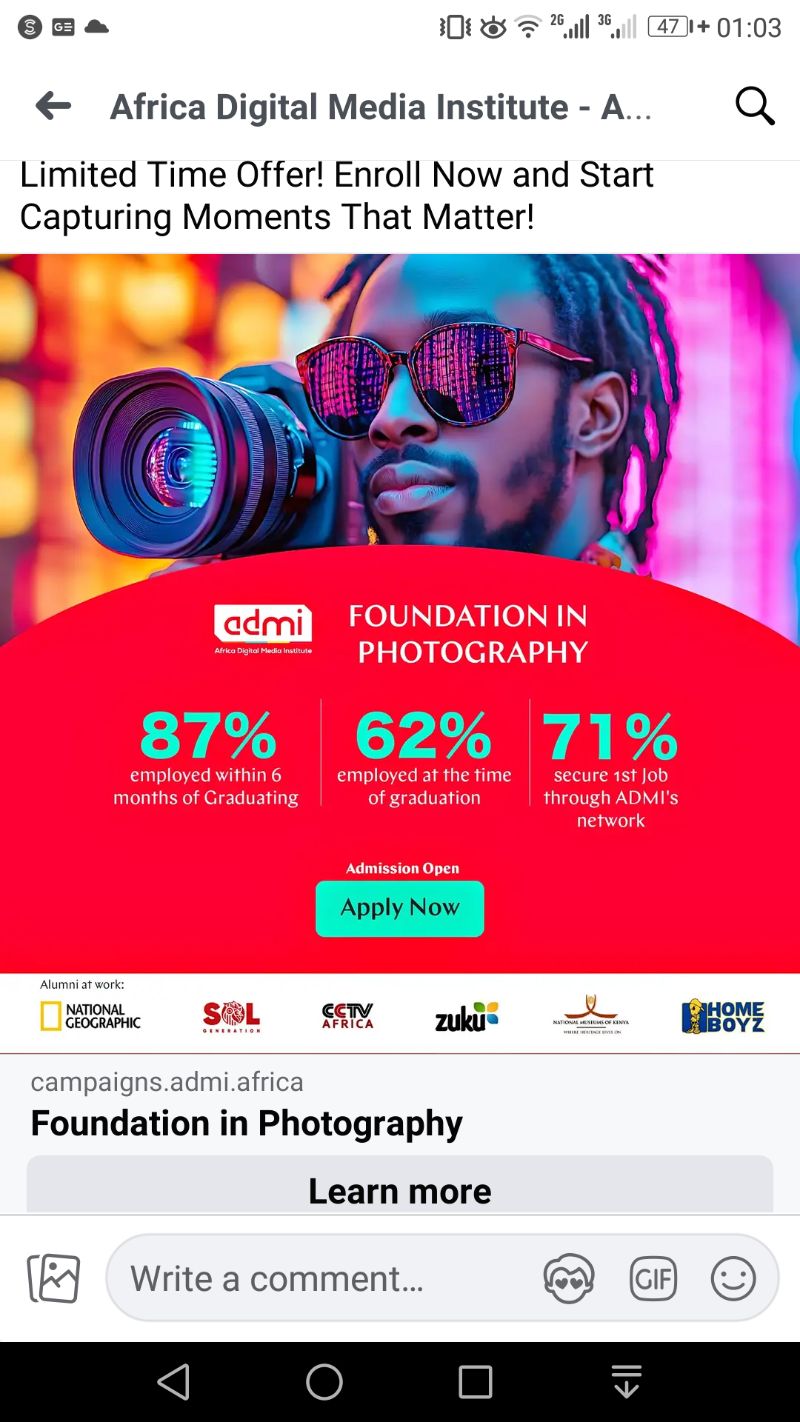 2G 3G 47 01:03
Africa Digital Media Institute - A...
Limited Time Offer! Enroll Now and Start
Capturing Moments That Matter!
admi
Africa Digital Media Institute
FOUNDATION IN
PHOTOGRAPHY
87%
employed within 6
months of Graduating
62%
employed at the time
of graduation
71%
secure 1st Job
through ADMI's
network
Admission Open
Apply Now
Alumni at work:
NATIONAL
GEOGRAPHIC
SOL
GENERATION
CCTV
AFRICA
zuku
NATIONAL MUSEUMS OF KENYA
WHERE HERITAGE LIVES ON
HOME
BOYZ
campaigns.admi.africa
Foundation in Photography
Learn more
Write a comment...
GIF